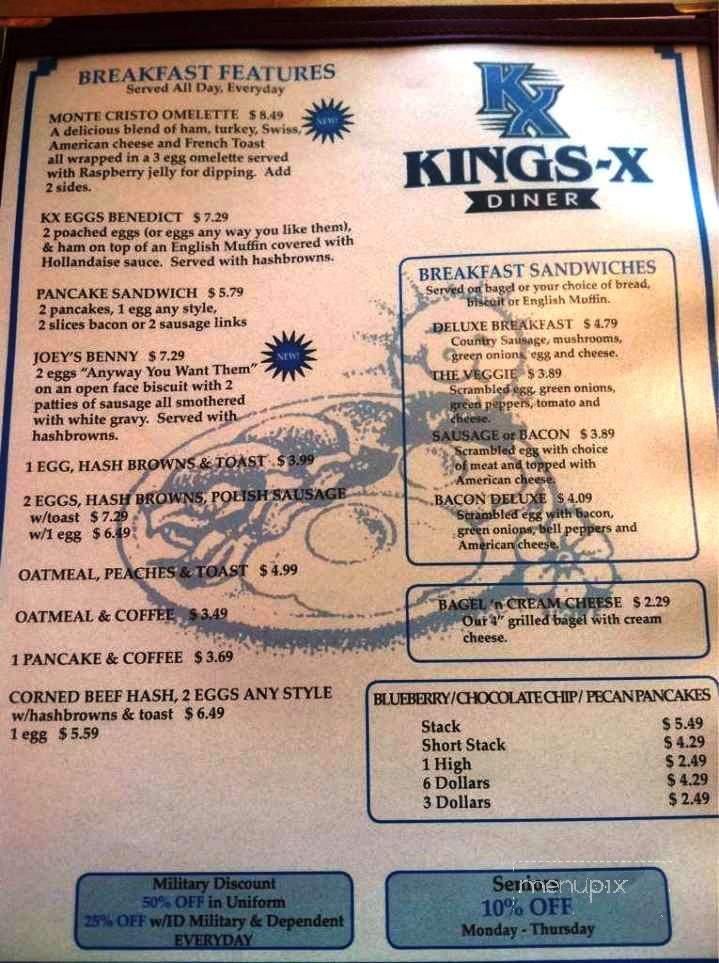 BREAKFAST FEATURES
Served All Day, Everyday
MONTE CRISTO OMELETTE $ 8.49
NEW!
A delicious blend of ham, turkey, Swiss,
American cheese and French Toast
all wrapped in a 3 egg omelette served
with Raspberry jelly for dipping. Add
2 sides.
KX EGGS BENEDICT $ 7.29
2 poached eggs (or eggs any way you like them),
& ham on top of an English Muffin covered with
Hollandaise sauce. Served with hashbrowns.
PANCAKE SANDWICH $ 5.79
2 pancakes, 1 egg any style,
2 slices bacon or 2 sausage links
JOEY'S BENNY $ 7.29
NEW!
2 eggs "Anyway You Want Them"
on an open face biscuit with 2
patties of sausage all smothered
with white gravy. Served with
hashbrowns.
1 EGG, HASH BROWNS & TOAST $ 3.99
2 EGGS, HASH BROWNS, POLISH SAUSAGE
w/toast $ 7.29
w/1 egg $ 6.49
OATMEAL, PEACHES & TOAST $ 4.99
OATMEAL & COFFEE $ 3.49
1 PANCAKE & COFFEE $ 3.69
CORNED BEEF HASH, 2 EGGS ANY STYLE
w/hashbrowns & toast $ 6.49
1 egg $ 5.59
KX
KINGS-X
DINER
BREAKFAST SANDWICHES
Served on bagel or your choice of bread,
biscuit or English Muffin.
DELUXE BREAKFAST $ 4.79
Country Sausage, mushrooms,
green onions, egg and cheese.
THE VEGGIE $ 3.89
Scrambled egg, green onions,
green peppers, tomato and
cheese.
SAUSAGE or BACON $ 3.89
Scrambled egg with choice
of meat and topped with
American cheese.
BACON DELUXE $ 4.09
Scrambled egg with bacon,
green onions, bell peppers and
American cheese.
BAGEL 'n CREAM CHEESE $ 2.29
Our 4" grilled bagel with cream
cheese.
BLUEBERRY/CHOCOLATE CHIP/ PECAN PANCAKES
Stack $ 5.49
Short Stack $ 4.29
1 High $ 2.49
6 Dollars $ 4.29
3 Dollars $ 2.49
Military Discount
50% OFF in Uniform
25% OFF w/ID Military & Dependent
EVERYDAY
menupix
10% OFF
Monday - Thursday